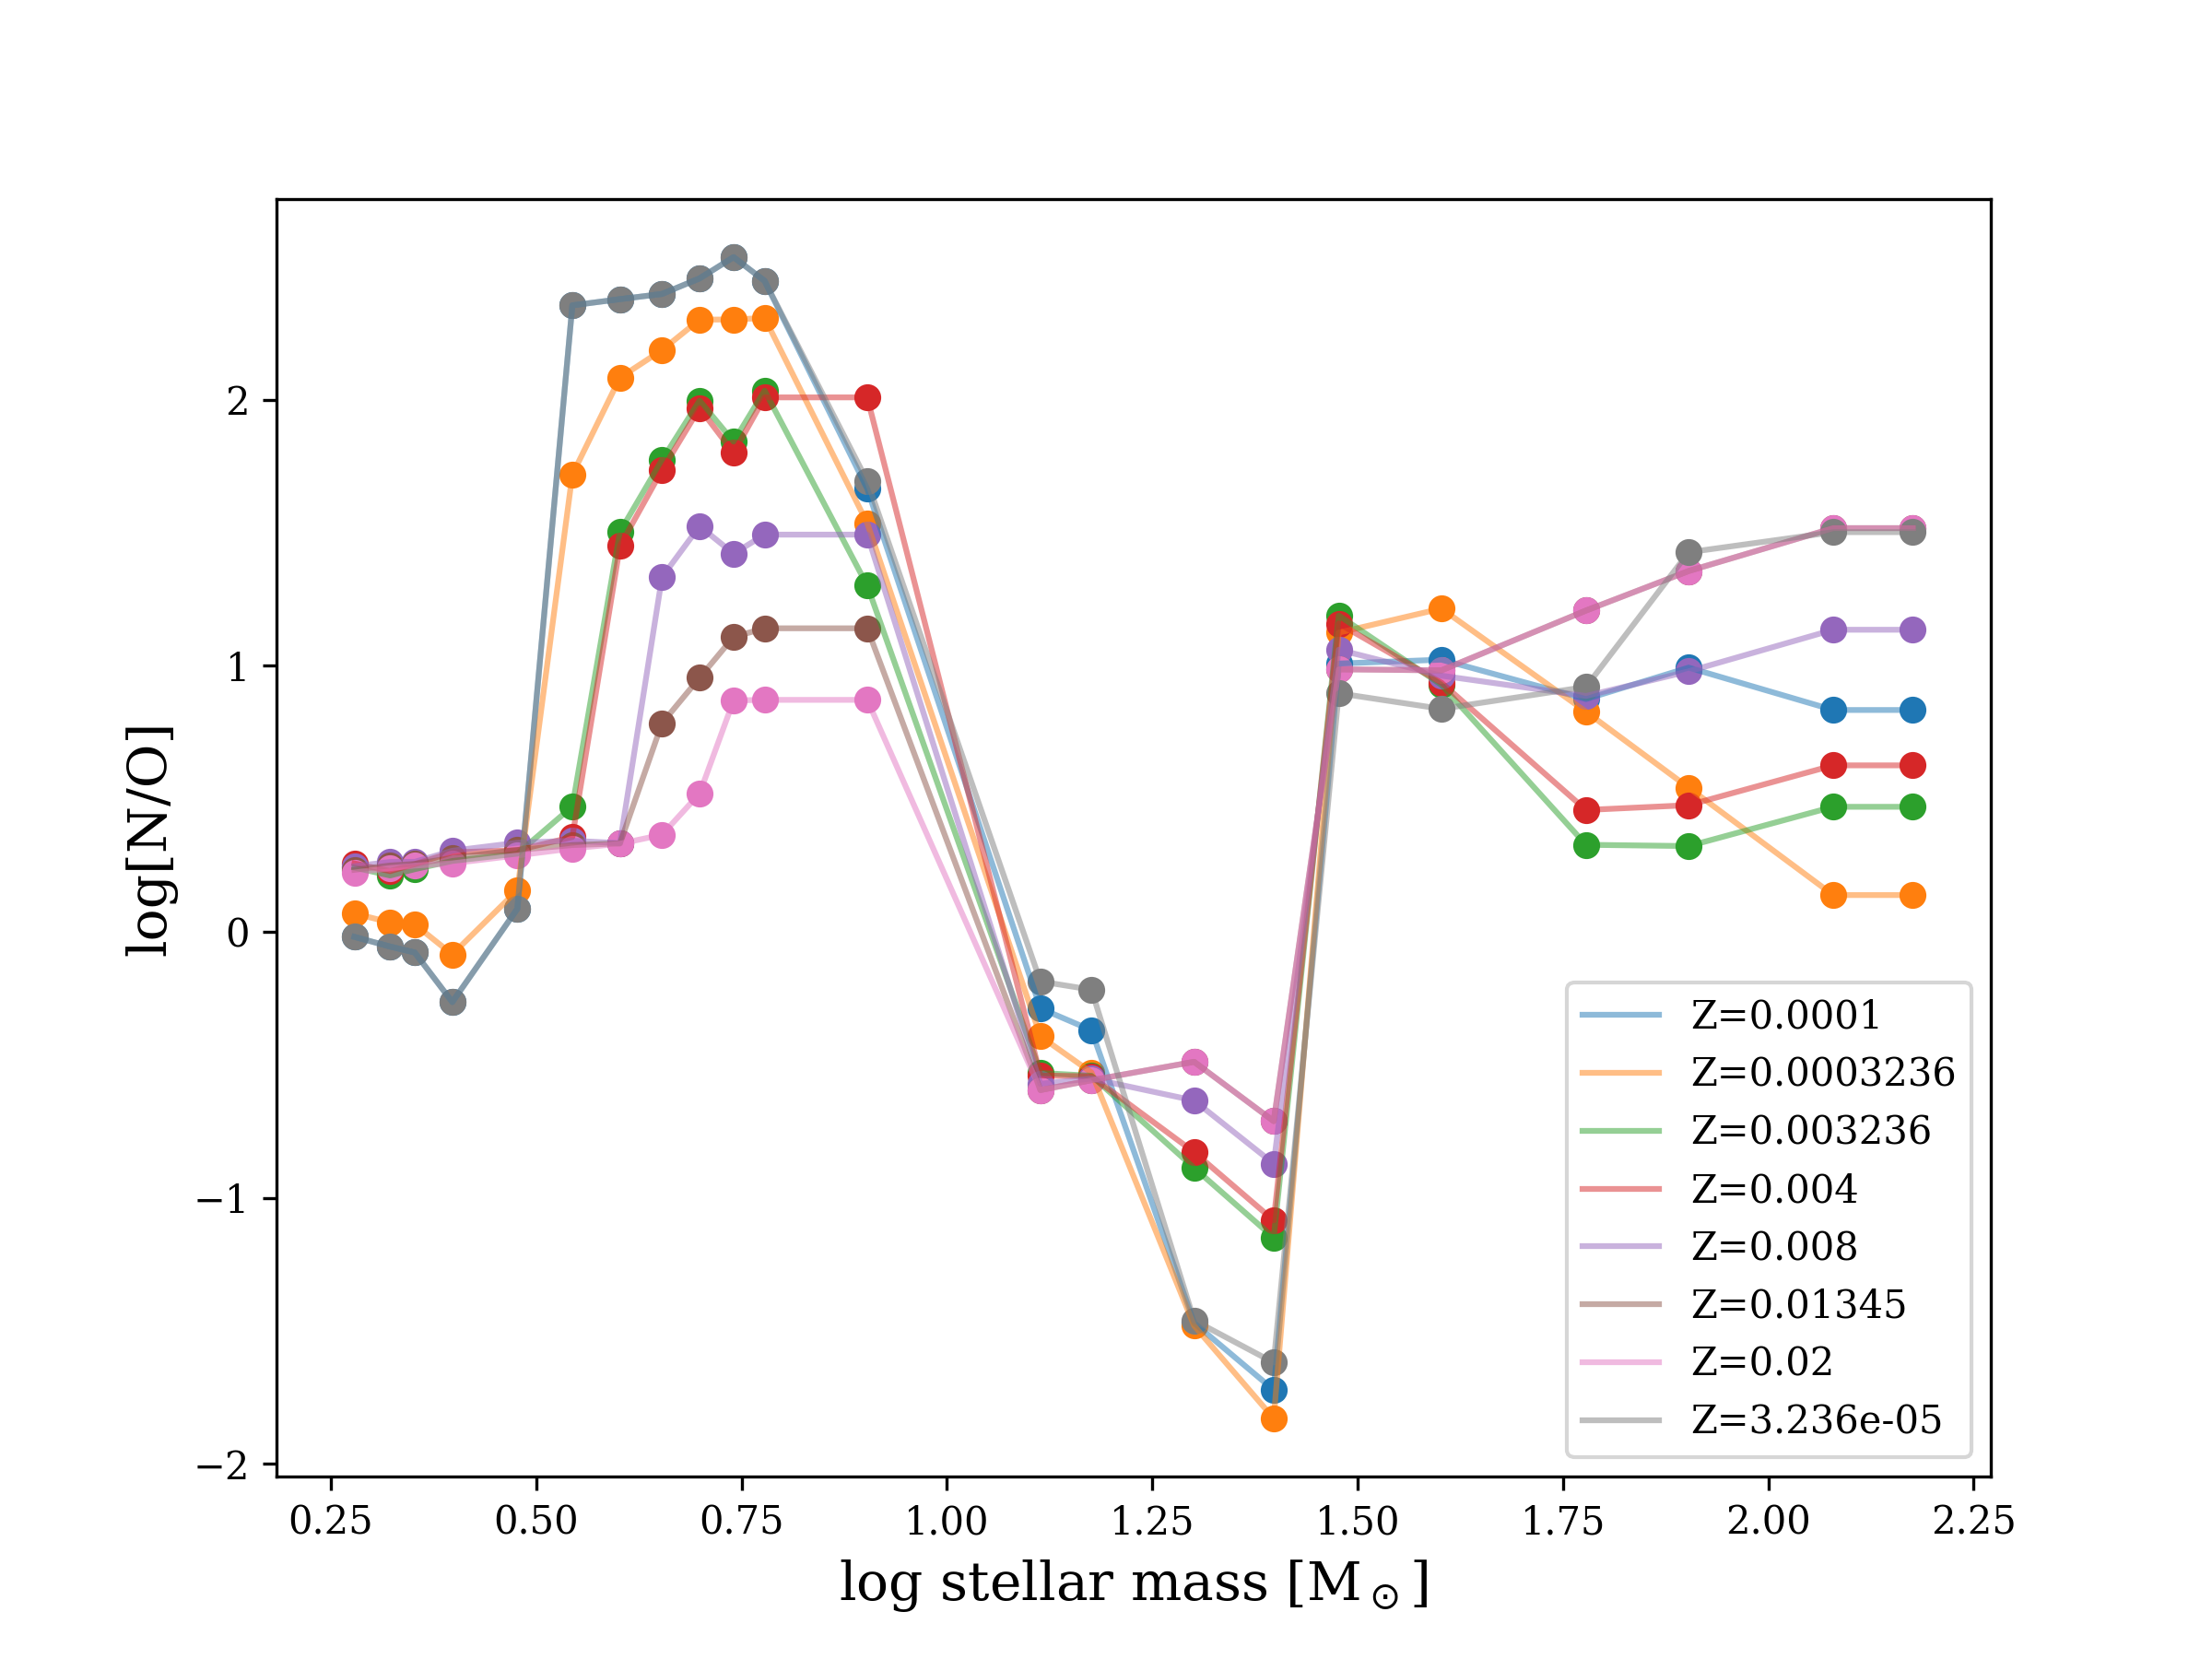 log[N/O]
2
1
0
−1
−2
Z=0.0001
Z=0.0003236
Z=0.003236
Z=0.004
Z=0.008
Z=0.01345
Z=0.02
Z=3.236e-05
0.25 0.50 0.75 1.00 1.25 1.50 1.75 2.00 2.25
log stellar mass [M⊙]